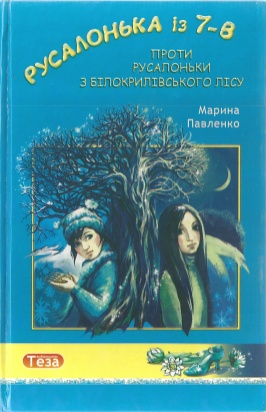 РУСАЛОНЬКА ІЗ 7-В
ПРОТИ
РУСАЛОНЬКИ
З БІЛОКРИЛІВСЬКОГО ЛІСУ
Марина
Павленко
Теза